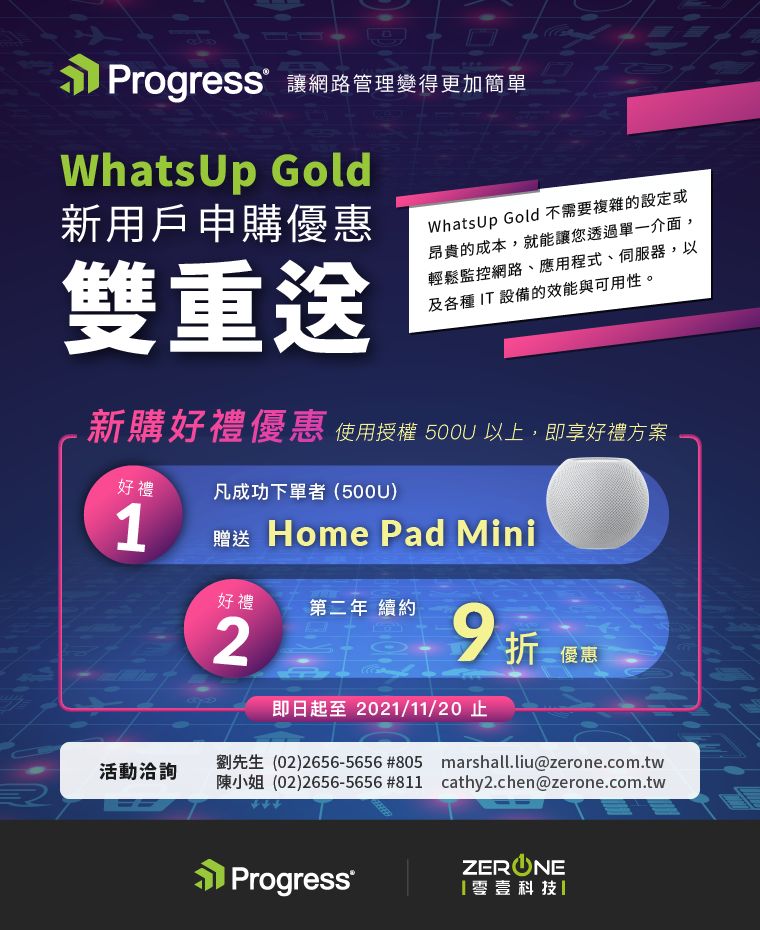 Progress® 讓網路管理變得更加簡單
WhatsUp Gold
新用戶申購優惠
雙重送
WhatsUp Gold 不需要複雜的設定或
昂貴的成本，就能讓您透過單一介面，
輕鬆監控網路、應用程式、伺服器，以
及各種 IT 設備的效能與可用性。
新購好禮優惠 使用授權 500U 以上，即享好禮方案
好禮
1
凡成功下單者 (500U)
贈送 Home Pad Mini
好禮
2
第二年 續約 9折 優惠
即日起至 2021/11/20 止
活動洽詢
劉先生 (02)2656-5656 #805 marshall.liu@zerone.com.tw
陳小姐 (02)2656-5656 #811 cathy2.chen@zerone.com.tw
Progress®
ZERONE
零壹科技